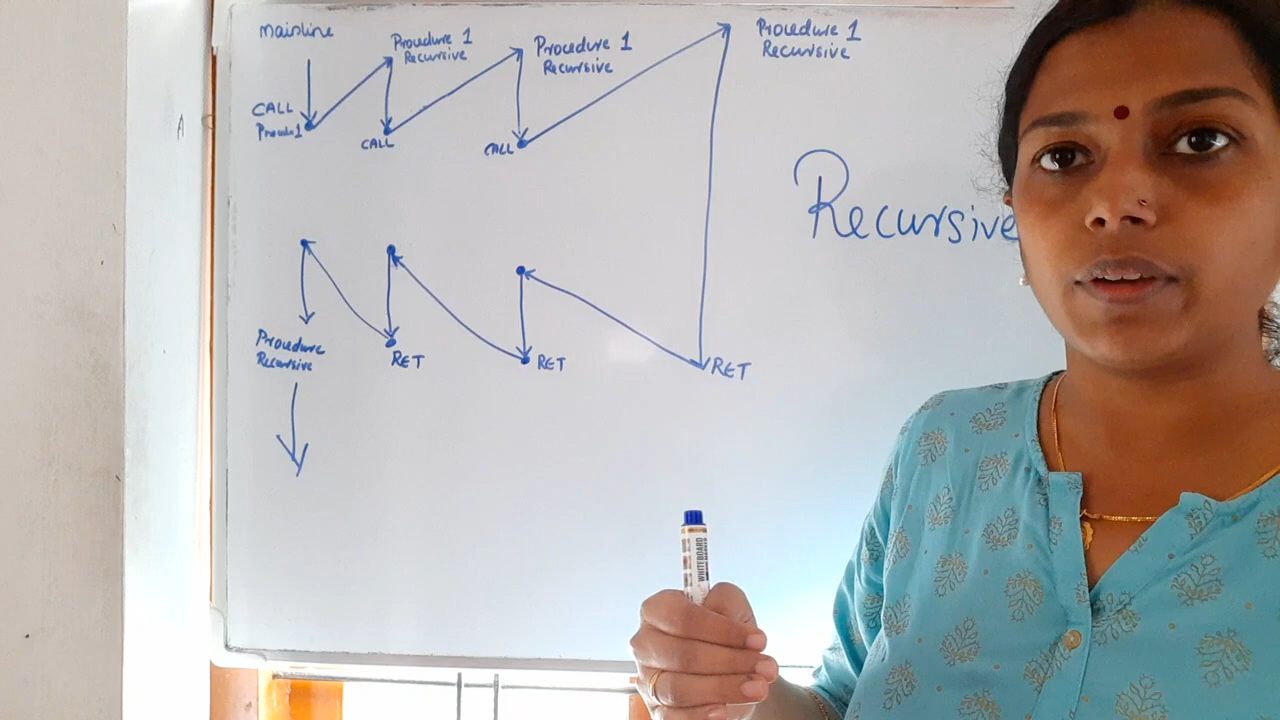 Mainline
Procedure 1
Recursive
Procedure 1
Recursive
Procedure 1
Recursive
CALL
CALL
CALL
Recursive
RET
RET
RET
Procedure
Recursive
A
WHITEBOARD